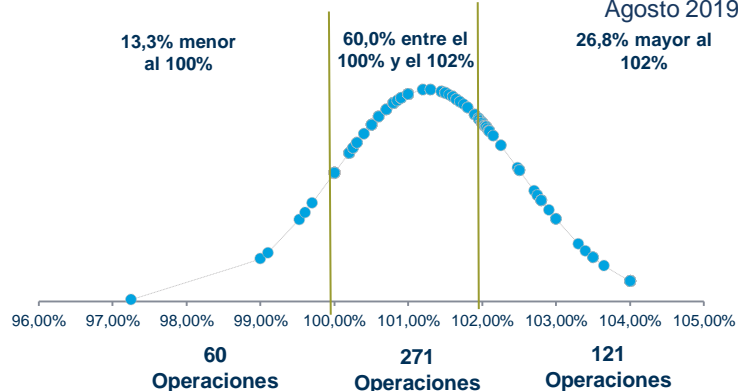 Agosto 2019
13,3% menor
al 100%
60,0% entre el
100% y el 102%
26,8% mayor al
102%
96,00% 97,00% 98,00% 99,00% 100,00% 101,00% 102,00% 103,00% 104,00% 105,00%
60
Operaciones
271
Operaciones
121
Operaciones